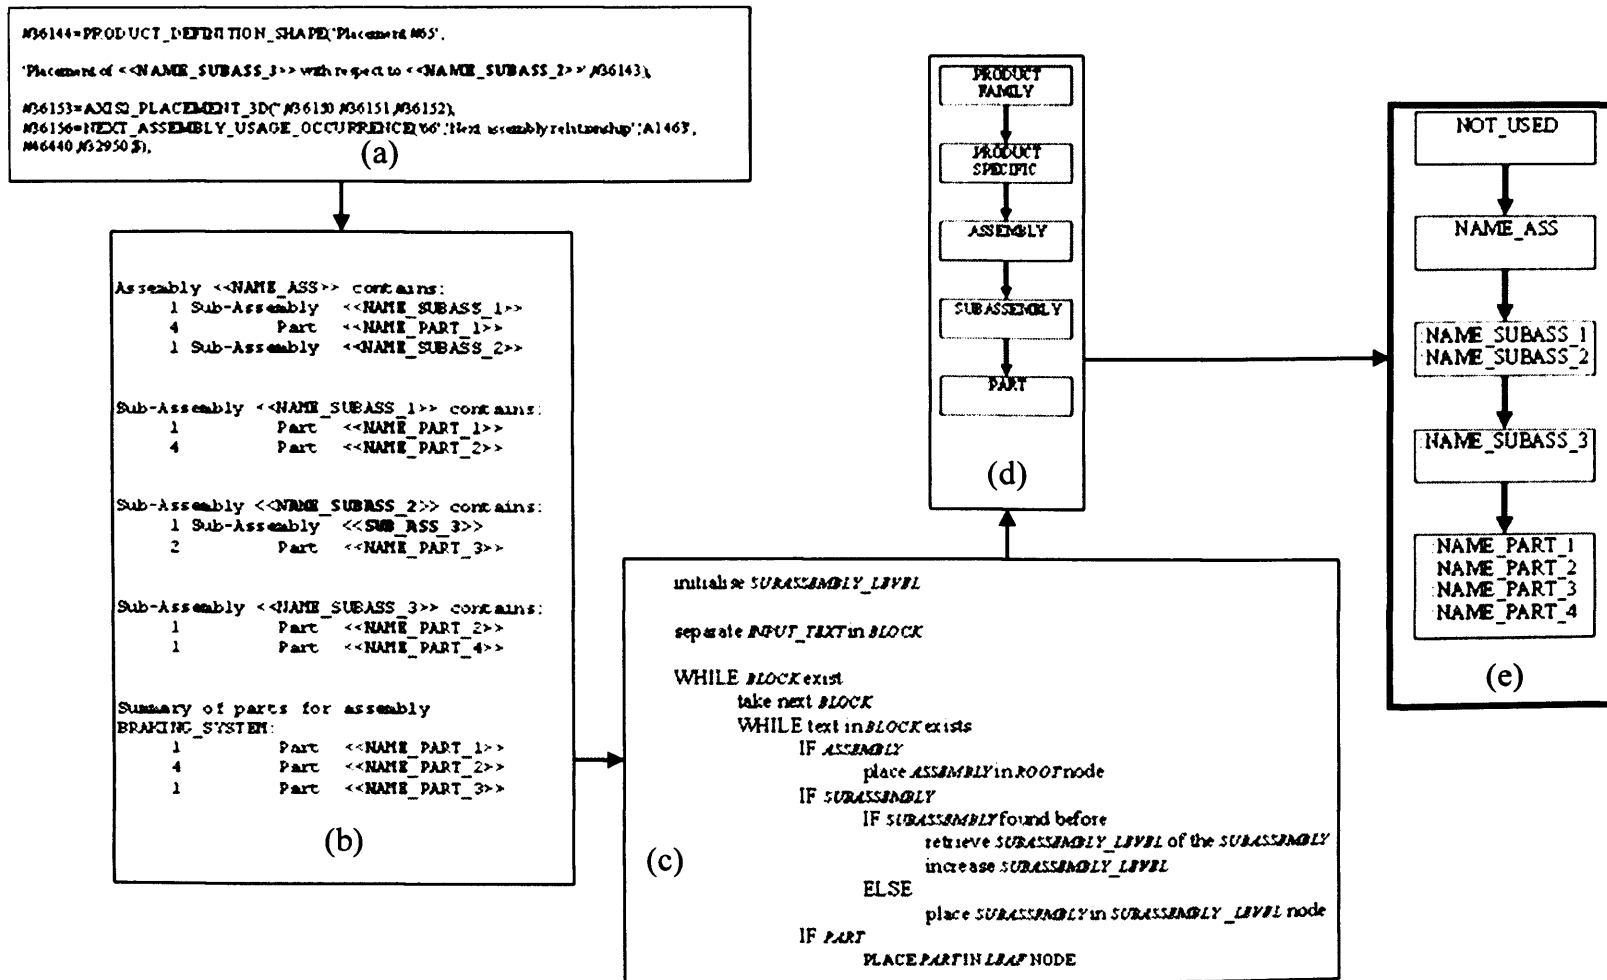 #36144=PRODUCT_DEFINITION_SHAPE('Placement #65',
'Placement of <<NAME_SUBASS_3>> with respect to <<NAME_SUBASS_2>>',#36143);
#36153=AXIS2_PLACEMENT_3D('',#36150,#36151,#36152);
#36156=NEXT_ASSEMBLY_USAGE_OCCURRENCE('66','Next assembly relationship','A1463',
#46440,#32950,$);
(a)
Assembly <<NAME_ASS>> contains:
1 Sub-Assembly <<NAME_SUBASS_1>>
4 Part <<NAME_PART_1>>
1 Sub-Assembly <<NAME_SUBASS_2>>
Sub-Assembly <<NAME_SUBASS_1>> contains:
1 Part <<NAME_PART_1>>
4 Part <<NAME_PART_2>>
Sub-Assembly <<NAME_SUBASS_2>> contains:
1 Sub-Assembly <<SUB_ASS_3>>
2 Part <<NAME_PART_3>>
Sub-Assembly <<NAME_SUBASS_3>> contains:
1 Part <<NAME_PART_2>>
1 Part <<NAME_PART_4>>
Summary of parts for assembly
BRAKING_SYSTEM:
1 Part <<NAME_PART_1>>
4 Part <<NAME_PART_2>>
1 Part <<NAME_PART_3>>
(b)
initialise SUBASSEMBLY_LEVEL
separate INPUT_TEXT in BLOCK
WHILE BLOCK exist
take next BLOCK
WHILE text in BLOCK exists
IF ASSEMBLY
place ASSEMBLY in ROOT node
IF SUBASSEMBLY
IF SUBASSEMBLY found before
retrieve SUBASSEMBLY_LEVEL of the SUBASSEMBLY
increase SUBASSEMBLY_LEVEL
ELSE
place SUBASSEMBLY in SUBASSEMBLY_LEVEL node
IF PART
PLACE PART IN LEAF NODE
(c)
PRODUCT
FAMILY
PRODUCT
SPECIFIC
ASSEMBLY
SUBASSEMBLY
PART
(d)
NOT_USED
NAME_ASS
NAME_SUBASS_1
NAME_SUBASS_2
NAME_SUBASS_3
NAME_PART_1
NAME_PART_2
NAME_PART_3
NAME_PART_4
(e)